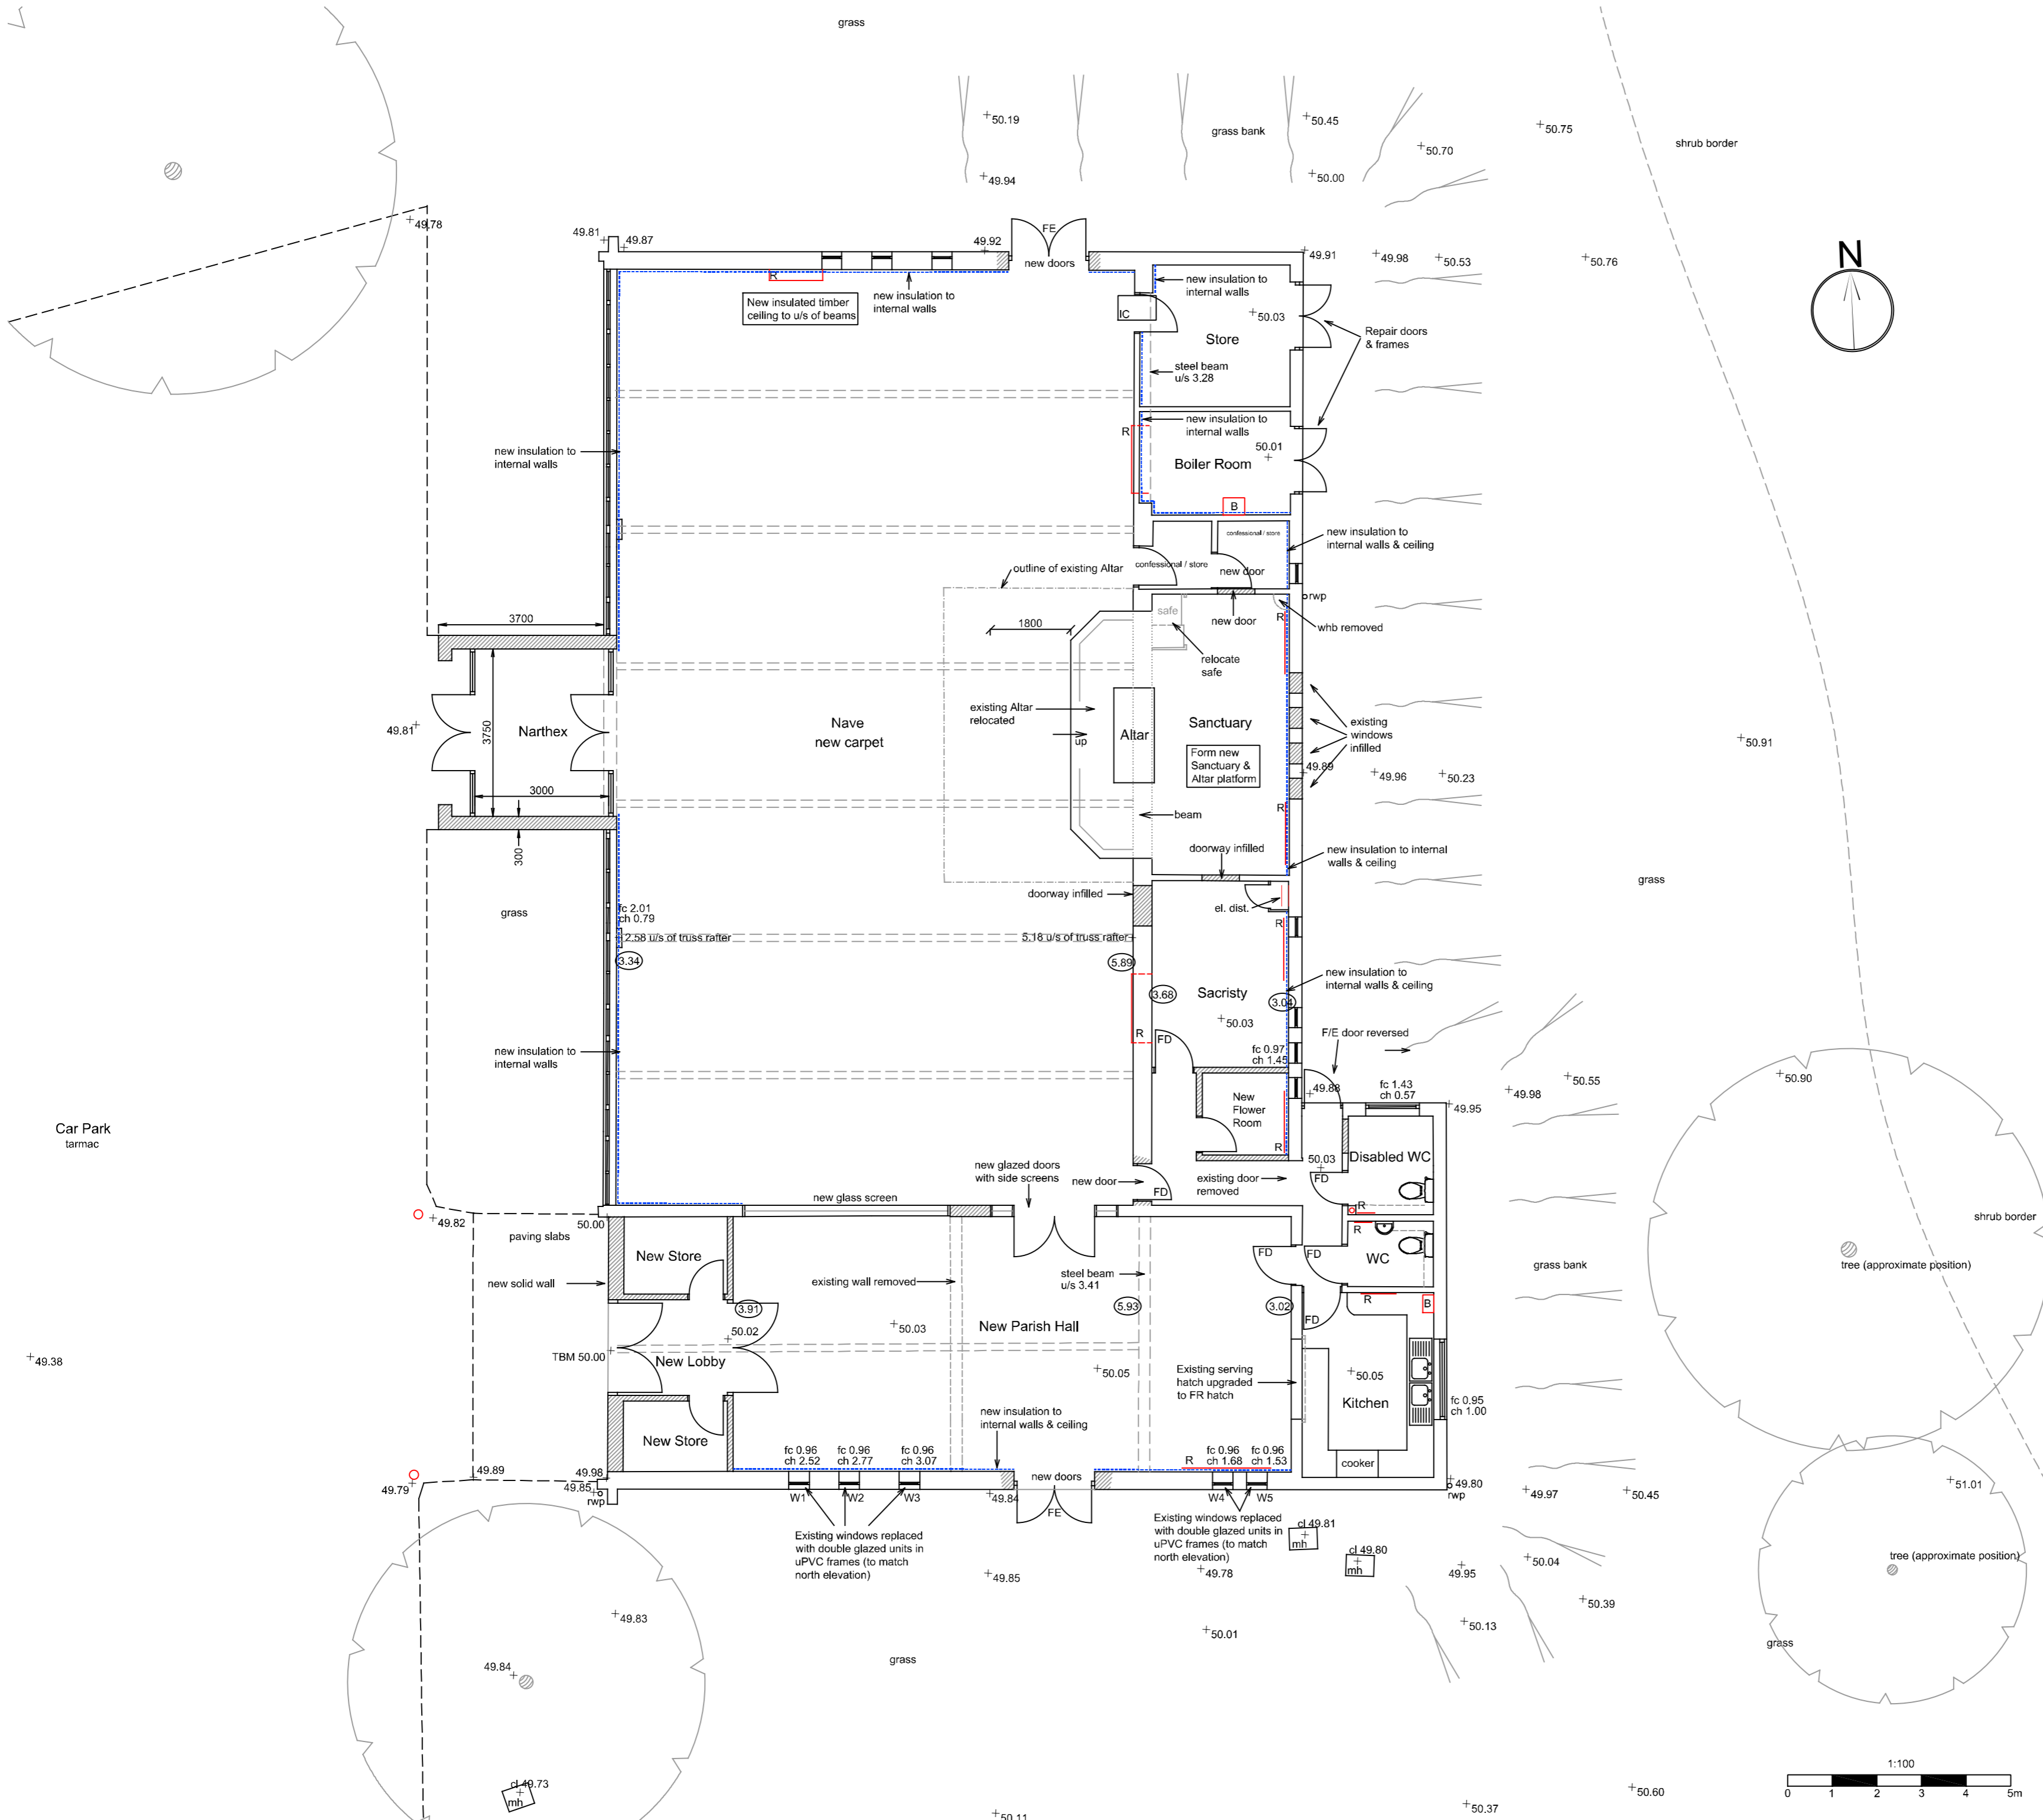 grass
50.19
grass bank
50.45
50.75
50.70
shrub border
49.94
50.00
49.78
49.81
49.87
49.92
FE
new doors
49.91
49.98
50.53
50.76
N
R
New insulated timber
ceiling to u/s of beams
new insulation to
internal walls
new insulation to
internal walls
IC
50.03
Store
Repair doors
& frames
steel beam
u/s 3.28
new insulation to
internal walls
R
50.01
Boiler Room
B
new insulation to
internal walls
confessional / store
new insulation to
internal walls & ceiling
outline of existing Altar
confessional / store
new door
rwp
safe
new door
R
whb removed
3700
1800
relocate
safe
existing Altar
relocated
49.81
3750
Narthex
Nave
new carpet
up
Altar
Sanctuary
existing
windows
infilled
50.91
Form new
Sanctuary &
Altar platform
49.89
49.96
50.23
3000
R
beam
300
doorway infilled
new insulation to internal
walls & ceiling
grass
doorway infilled
el. dist.
grass
fc 2.01
ch 0.79
R
2.58 u/s of truss rafter
5.18 u/s of truss rafter
3.34
5.89
3.68
Sacristy
3.04
new insulation to
internal walls & ceiling
50.03
R
FD
F/E door reversed
new insulation to
internal walls
fc 0.97
ch 1.45
49.88
fc 1.43
ch 0.57
49.95
49.98
50.55
50.90
New
Flower
Room
R
Car Park
tarmac
Disabled WC
50.03
new glazed doors
with side screens
new door
FD
existing door
removed
FD
new glass screen
R
49.82
50.00
paving slabs
shrub border
R
New Store
FD
FD
WC
new solid wall
existing wall removed
steel beam
u/s 3.41
grass bank
tree (approximate position)
3.91
5.93
3.02
R
B
FD
50.02
50.03
New Parish Hall
49.38
TBM 50.00
New Lobby
50.05
Existing serving
hatch upgraded
to FR hatch
50.05
Kitchen
fc 0.95
ch 1.00
new insulation to
internal walls & ceiling
New Store
fc 0.96
ch 2.52
fc 0.96
ch 2.77
fc 0.96
ch 3.07
R
fc 0.96
ch 1.68
fc 0.96
ch 1.53
cooker
49.89
49.98
new doors
49.79
49.85
rwp
W1
W2
W3
49.84
FE
W4
W5
49.80
rwp
49.97
50.45
51.01
Existing windows replaced
with double glazed units in
uPVC frames (to match
north elevation)
Existing windows replaced
with double glazed units in
uPVC frames (to match
north elevation)
cl 49.81
mh
cl 49.80
mh
49.85
49.78
49.95
50.04
tree (approximate position)
49.83
50.39
50.01
50.13
grass
grass
49.84
1:100
0 1 2 3 4 5m
cl 49.73
mh
50.11
50.37
50.60